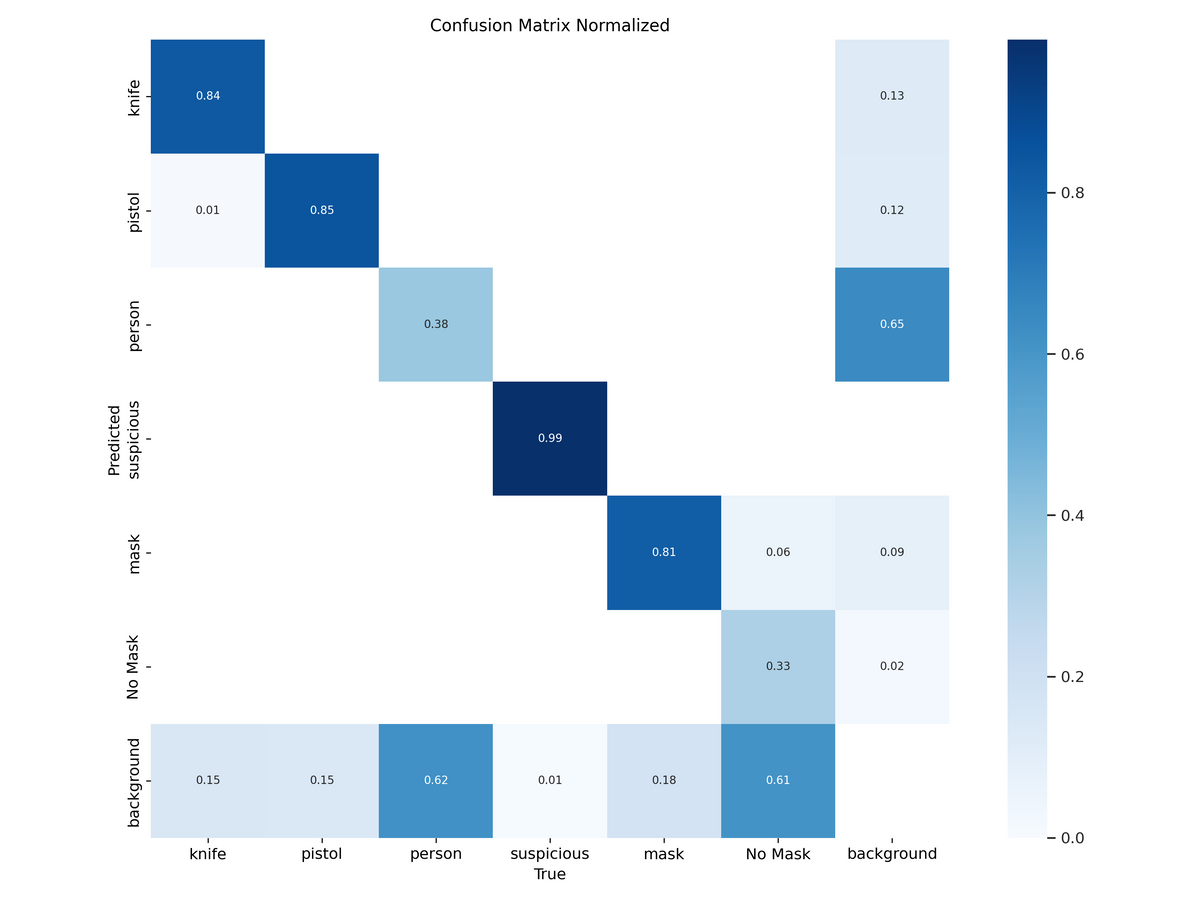 Confusion Matrix Normalized
knife
0.84
0.13
pistol
0.01
0.85
0.12
0.8
person
0.38
0.65
0.6
Predicted
suspicious
0.99
0.4
mask
0.81
0.06
0.09
No Mask
0.33
0.02
0.2
background
0.15
0.15
0.62
0.01
0.18
0.61
0.0
knife
pistol
person
suspicious
mask
No Mask
background
True